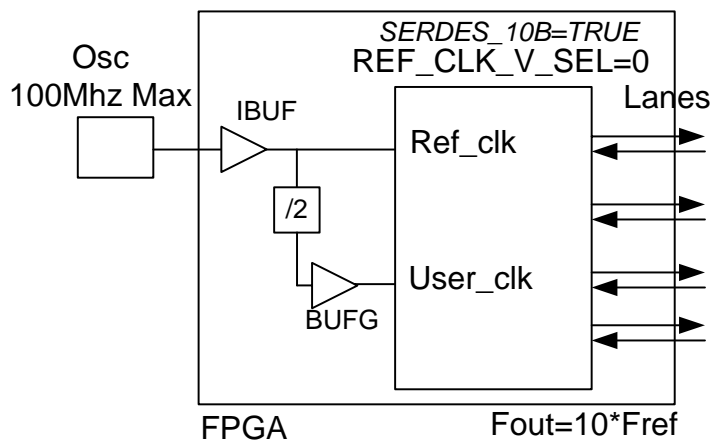 SERDES_10B=TRUE
Osc
REF_CLK_V_SEL=0
100Mhz Max
Lanes
IBUF
Ref_clk
/2
User_clk
BUFG
FPGA
Fout=10*Fref